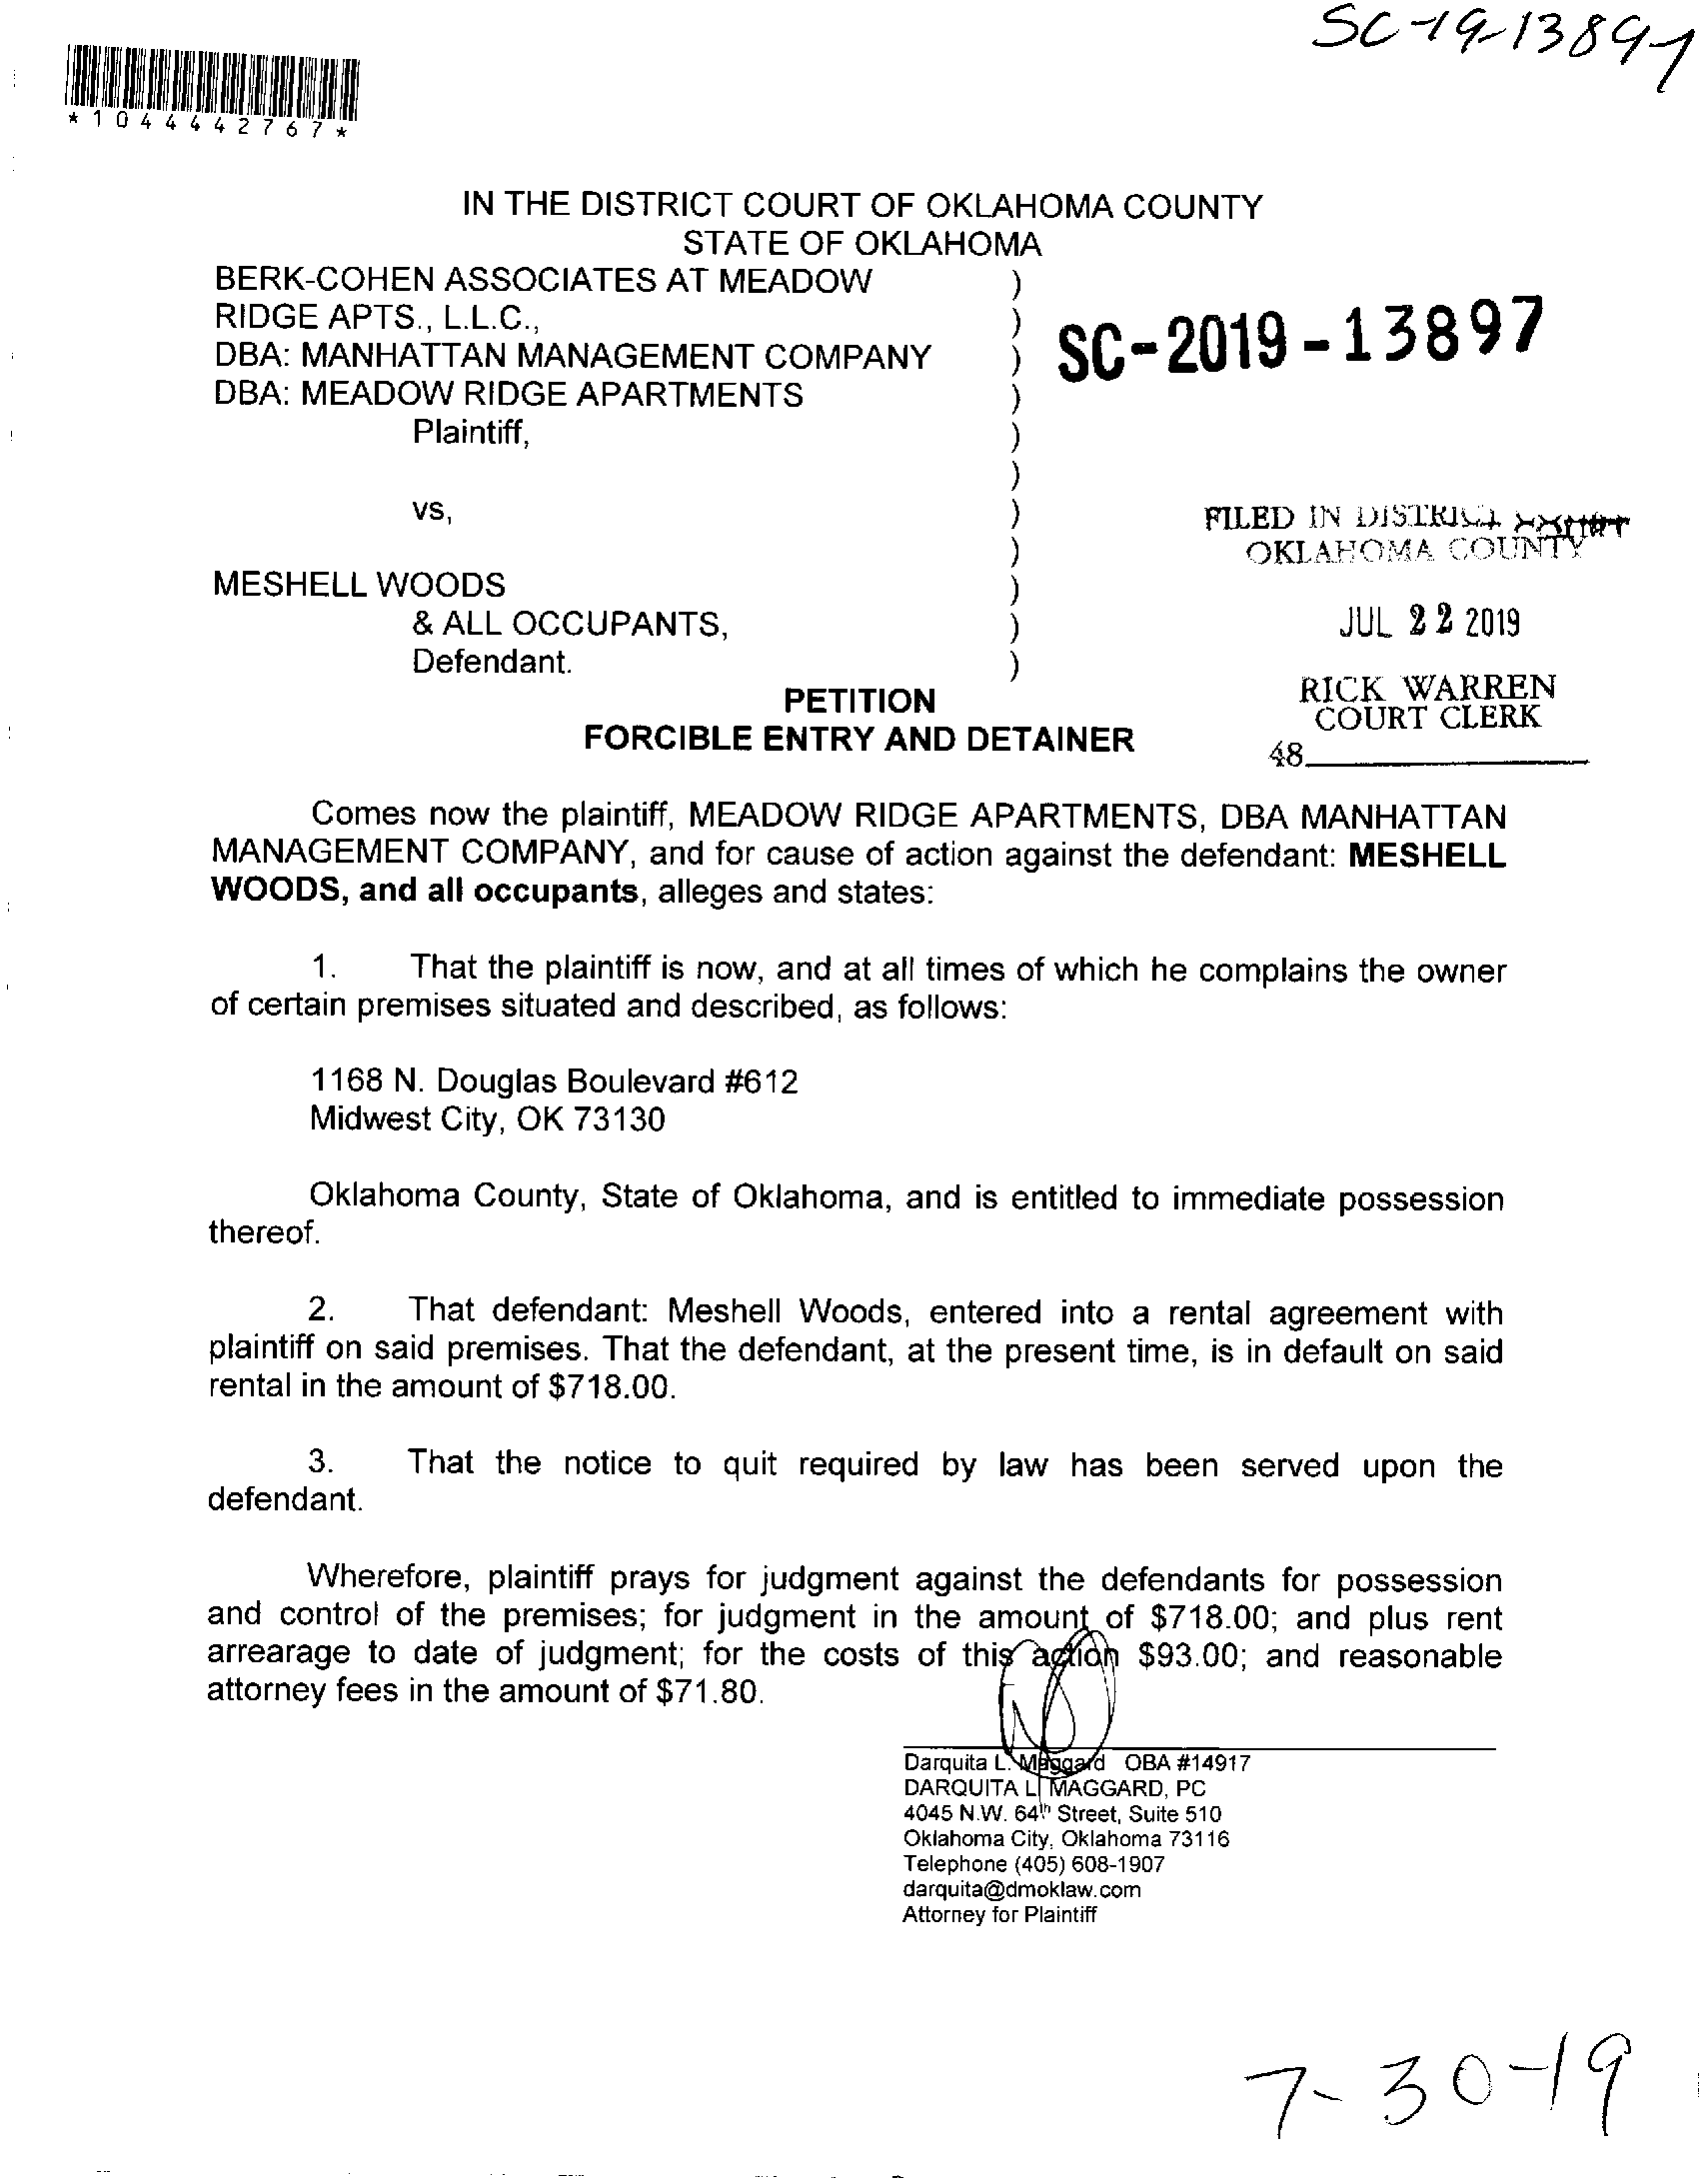 SC-19-13897
*1044442767*
IN THE DISTRICT COURT OF OKLAHOMA COUNTY
STATE OF OKLAHOMA
BERK-COHEN ASSOCIATES AT MEADOW )
RIDGE APTS., L.L.C., )
DBA: MANHATTAN MANAGEMENT COMPANY )
DBA: MEADOW RIDGE APARTMENTS )
Plaintiff, )
)
vs, )
)
MESHELL WOODS )
& ALL OCCUPANTS, )
Defendant. )
SC-2019-13897
FILED IN DISTRICT COURT
OKLAHOMA COUNTY
JUL 22 2019
RICK WARREN
COURT CLERK
48
PETITION
FORCIBLE ENTRY AND DETAINER
Comes now the plaintiff, MEADOW RIDGE APARTMENTS, DBA MANHATTAN
MANAGEMENT COMPANY, and for cause of action against the defendant: MESHELL
WOODS, and all occupants, alleges and states:
1. That the plaintiff is now, and at all times of which he complains the owner
of certain premises situated and described, as follows:
1168 N. Douglas Boulevard #612
Midwest City, OK 73130
Oklahoma County, State of Oklahoma, and is entitled to immediate possession
thereof.
2. That defendant: Meshell Woods, entered into a rental agreement with
plaintiff on said premises. That the defendant, at the present time, is in default on said
rental in the amount of $718.00.
3. That the notice to quit required by law has been served upon the
defendant.
Wherefore, plaintiff prays for judgment against the defendants for possession
and control of the premises; for judgment in the amount of $718.00; and plus rent
arrearage to date of judgment; for the costs of this action $93.00; and reasonable
attorney fees in the amount of $71.80.
Darquita L. Maggard OBA #14917
DARQUITA L MAGGARD, PC
4045 N.W. 64th Street, Suite 510
Oklahoma City, Oklahoma 73116
Telephone (405) 608-1907
darquita@dmoklaw.com
Attorney for Plaintiff
7-30-19